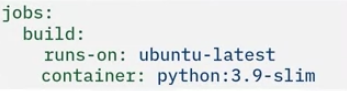 jobs:
  build:
    runs-on: ubuntu-latest
    container: python:3.9-slim